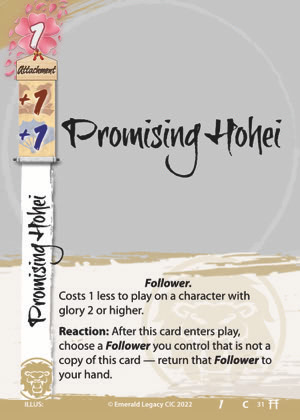 1
Attachment
+1
+1
Promising Hohei
Promising Hohei
Follower.
Costs 1 less to play on a character with
glory 2 or higher.
Reaction: After this card enters play,
choose a Follower you control that is not a
copy of this card — return that Follower to
your hand.
ILLUS:
© Emerald Legacy CIC 2022
1 C 31